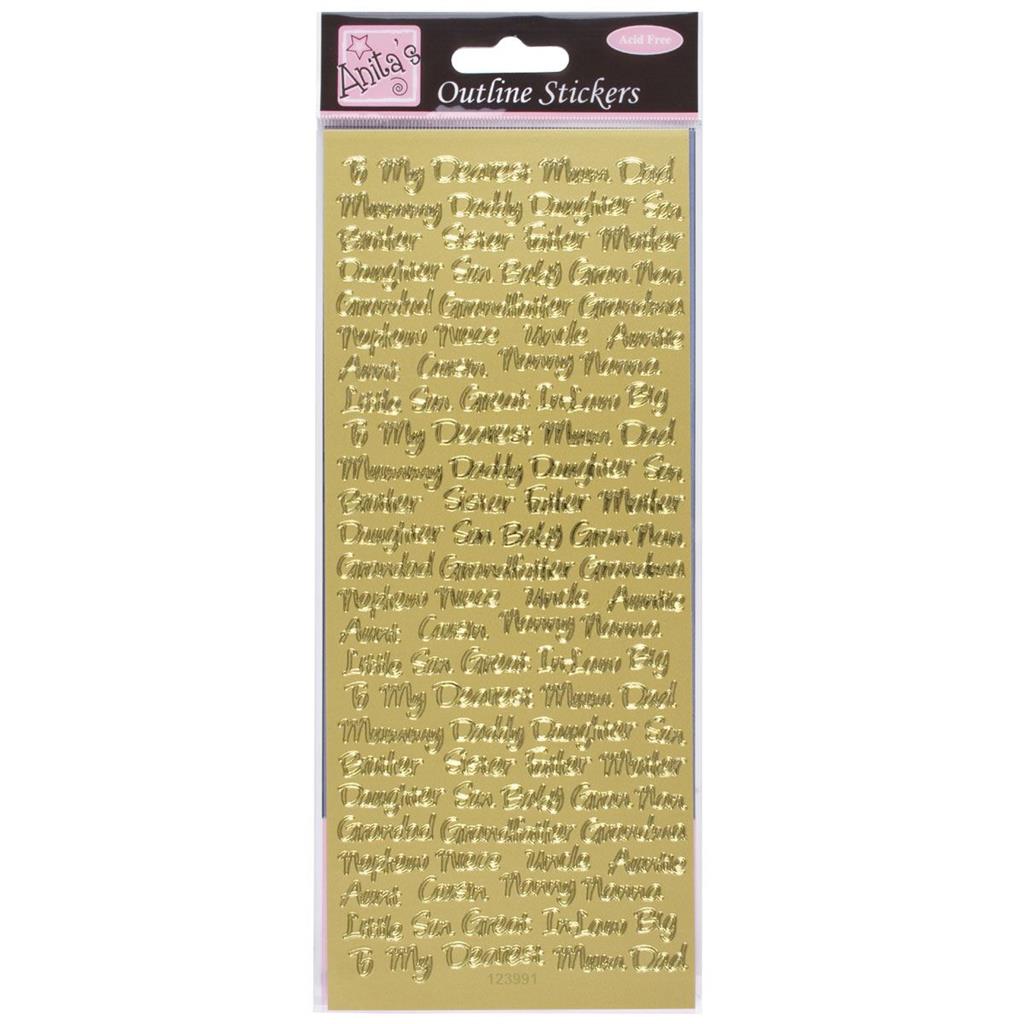 Anita's
Acid Free
Outline Stickers
To My Dearest Mum Dad
Mummy Daddy Daughter Son
Brother Sister Father Mother
Daughter Son Baby Gran Nan
Grandad Grandfather Grandson
Nephew Niece Uncle Auntie
Aunt Cousin Nanny Nanna
Little Son Great In Law Big
To My Dearest Mum Dad
Mummy Daddy Daughter Son
Brother Sister Father Mother
Daughter Son Baby Gran Nan
Grandad Grandfather Grandson
Nephew Niece Uncle Auntie
Aunt Cousin Nanny Nanna
Little Son Great In Law Big
To My Dearest Mum Dad
Mummy Daddy Daughter Son
Brother Sister Father Mother
Daughter Son Baby Gran Nan
Grandad Grandfather Grandson
Nephew Niece Uncle Auntie
Aunt Cousin Nanny Nanna
Little Son Great In Law Big
To My Dearest Mum Dad
123991